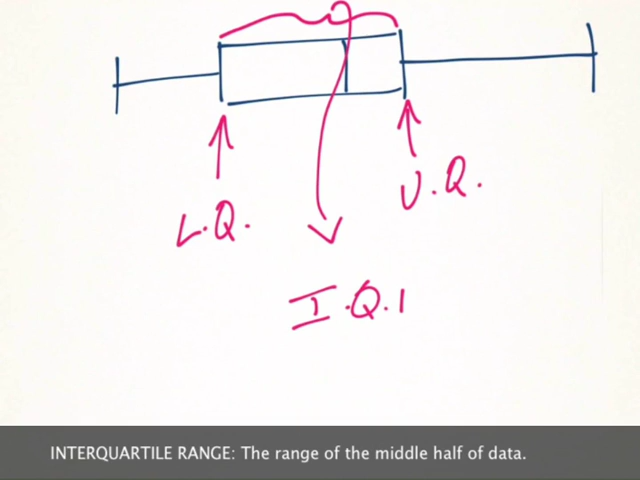 L.Q.
U.Q.
I.Q.I
INTERQUARTILE RANGE: The range of the middle half of data.